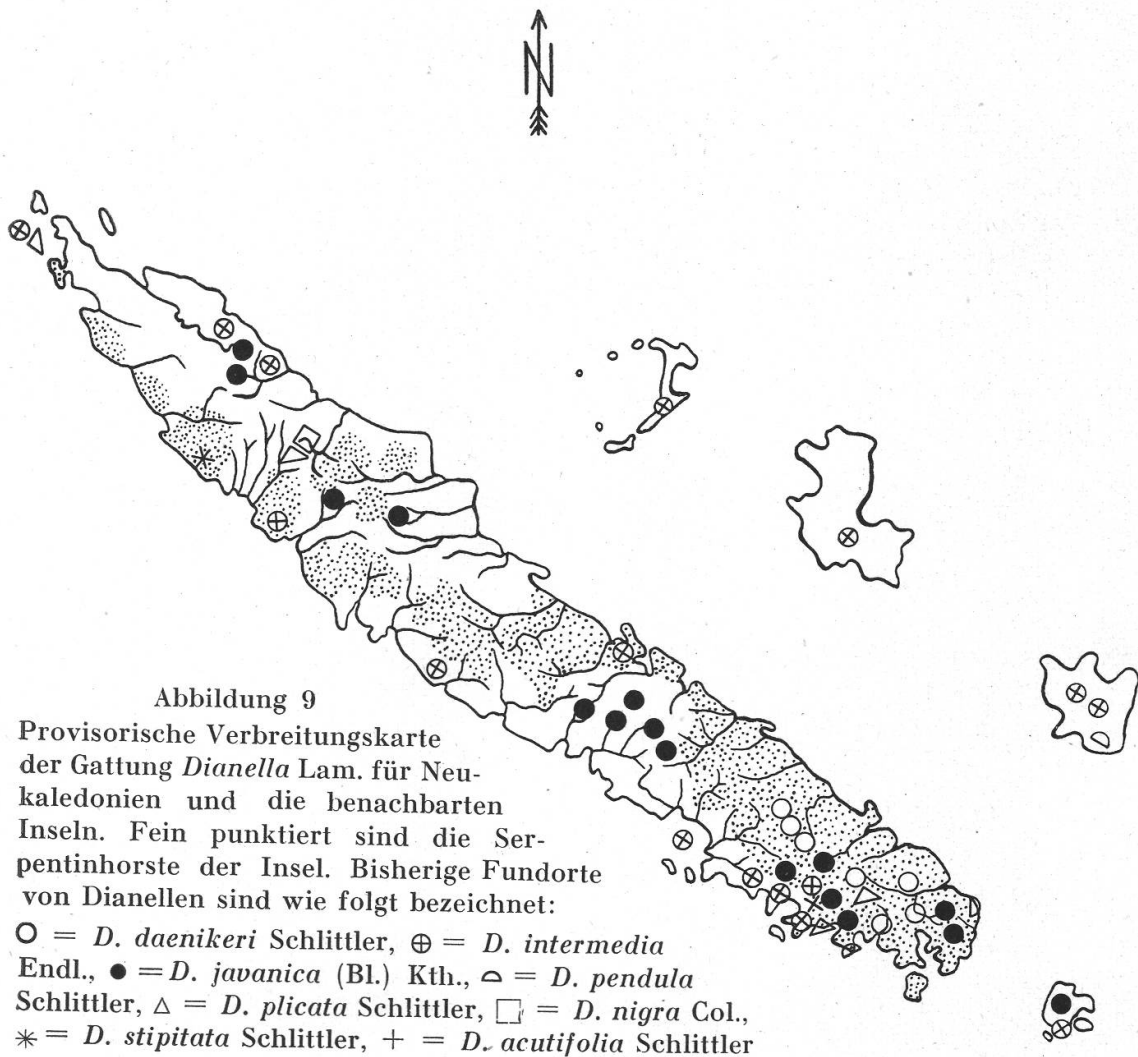 N
Abbildung 9
Provisorische Verbreitungskarte
der Gattung Dianella Lam. für Neu-
kaledonien und die benachbarten
Inseln. Fein punktiert sind die Ser-
pentinhorste der Insel. Bisherige Fundorte
von Dianellen sind wie folgt bezeichnet:
O = D. daenikeri Schlittler, ⊕ = D. intermedia
Endl., ● = D. javanica (Bl.) Kth., ⌓ = D. pendula
Schlittler, △ = D. plicata Schlittler, □ = D. nigra Col.,
✳ = D. stipitata Schlittler, + = D. acutifolia Schlittler